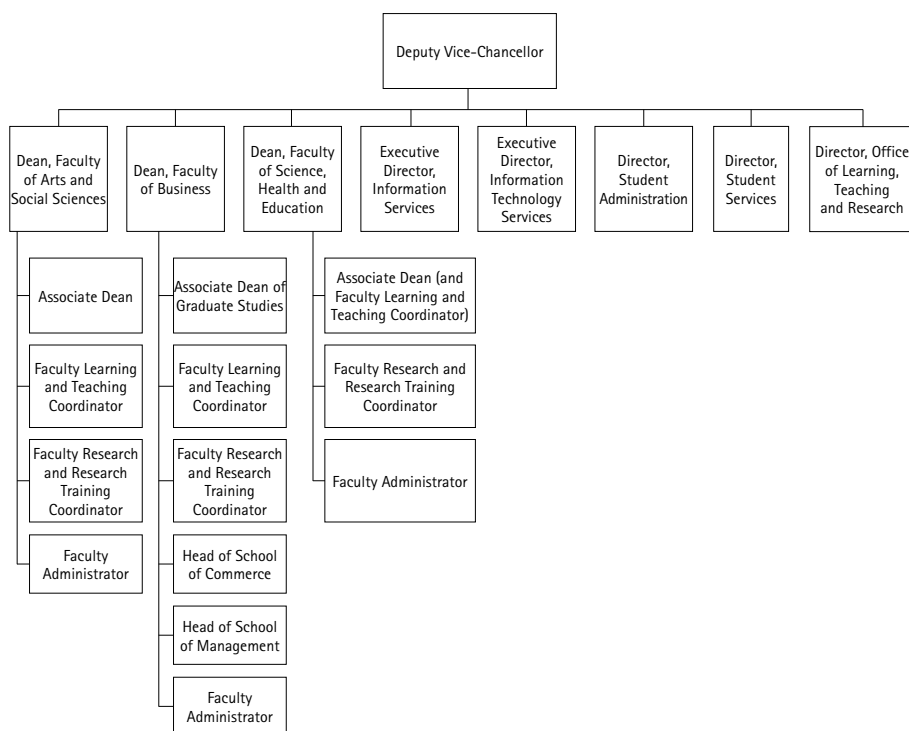 Deputy Vice-Chancellor
Dean, Faculty
of Arts and
Social Sciences
Dean, Faculty
of Business
Dean, Faculty
of Science,
Health and
Education
Executive
Director,
Information
Services
Executive
Director,
Information
Technology
Services
Director,
Student
Administration
Director,
Student
Services
Director, Office
of Learning,
Teaching
and Research
Associate Dean
Faculty Learning
and Teaching
Coordinator
Faculty Research
and Research
Training
Coordinator
Faculty
Administrator
Associate Dean of
Graduate Studies
Faculty Learning
and Teaching
Coordinator
Faculty Research
and Research
Training
Coordinator
Head of School
of Commerce
Head of School
of Management
Faculty
Administrator
Associate Dean (and
Faculty Learning and
Teaching Coordinator)
Faculty Research and
Research Training
Coordinator
Faculty Administrator